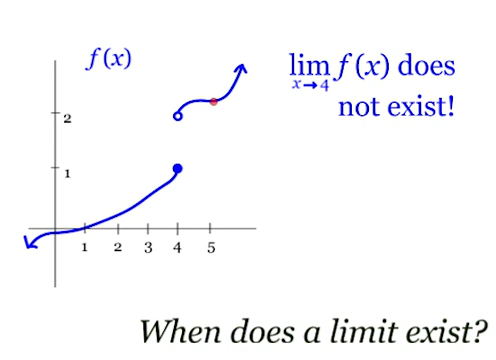 f(x)
lim f(x) does
x→4
not exist!
2
1
1 2 3 4 5
When does a limit exist?